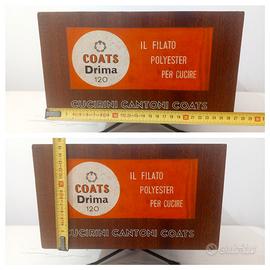 COATS
Drima
120
IL FILATO
POLYESTER
PER CUCIRE
CUCIRINI CANTONI COATS
COATS
Drima
120
IL FILATO
POLYESTER
PER CUCIRE
CUCIRINI CANTONI COATS
subito